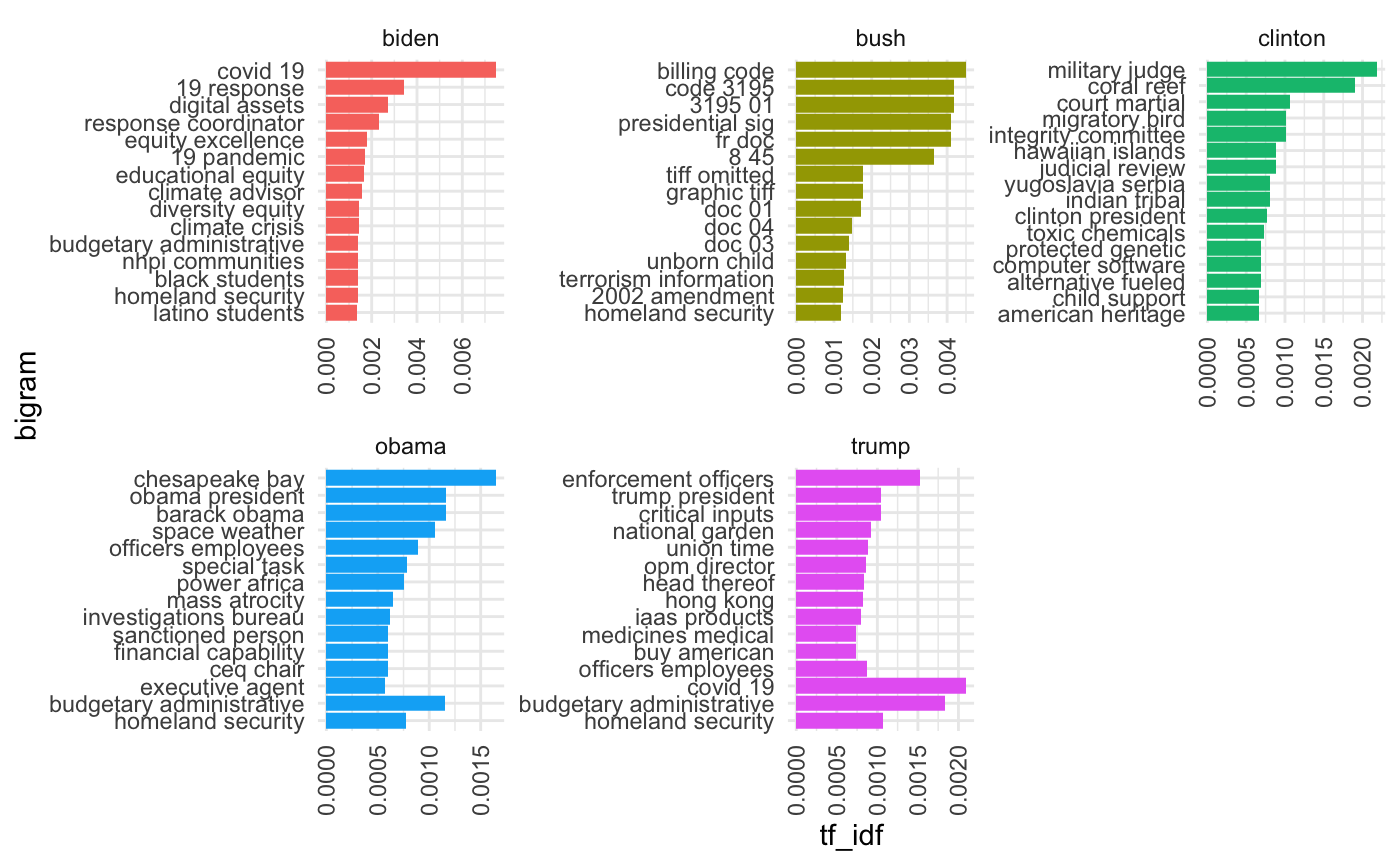 biden
covid 19
19 response
digital assets
response coordinator
equity excellence
19 pandemic
educational equity
climate advisor
diversity equity
climate crisis
budgetary administrative
nhpi communities
black students
homeland security
latino students
0.000
0.002
0.004
0.006
bush
billing code
code 3195
3195 01
presidential sig
fr doc
8 45
tiff omitted
graphic tiff
doc 01
doc 04
doc 03
unborn child
terrorism information
2002 amendment
homeland security
0.000
0.001
0.002
0.003
0.004
clinton
military judge
coral reef
court martial
migratory bird
integrity committee
hawaiian islands
judicial review
yugoslavia serbia
indian tribal
clinton president
toxic chemicals
protected genetic
computer software
alternative fueled
child support
american heritage
0.0000
0.0005
0.0010
0.0015
0.0020
bigram
obama
chesapeake bay
obama president
barack obama
space weather
officers employees
special task
power africa
mass atrocity
investigations bureau
sanctioned person
financial capability
ceq chair
executive agent
budgetary administrative
homeland security
0.0000
0.0005
0.0010
0.0015
trump
enforcement officers
trump president
critical inputs
national garden
union time
opm director
head thereof
hong kong
iaas products
medicines medical
buy american
officers employees
covid 19
budgetary administrative
homeland security
0.0000
0.0005
0.0010
0.0015
0.0020
tf_idf